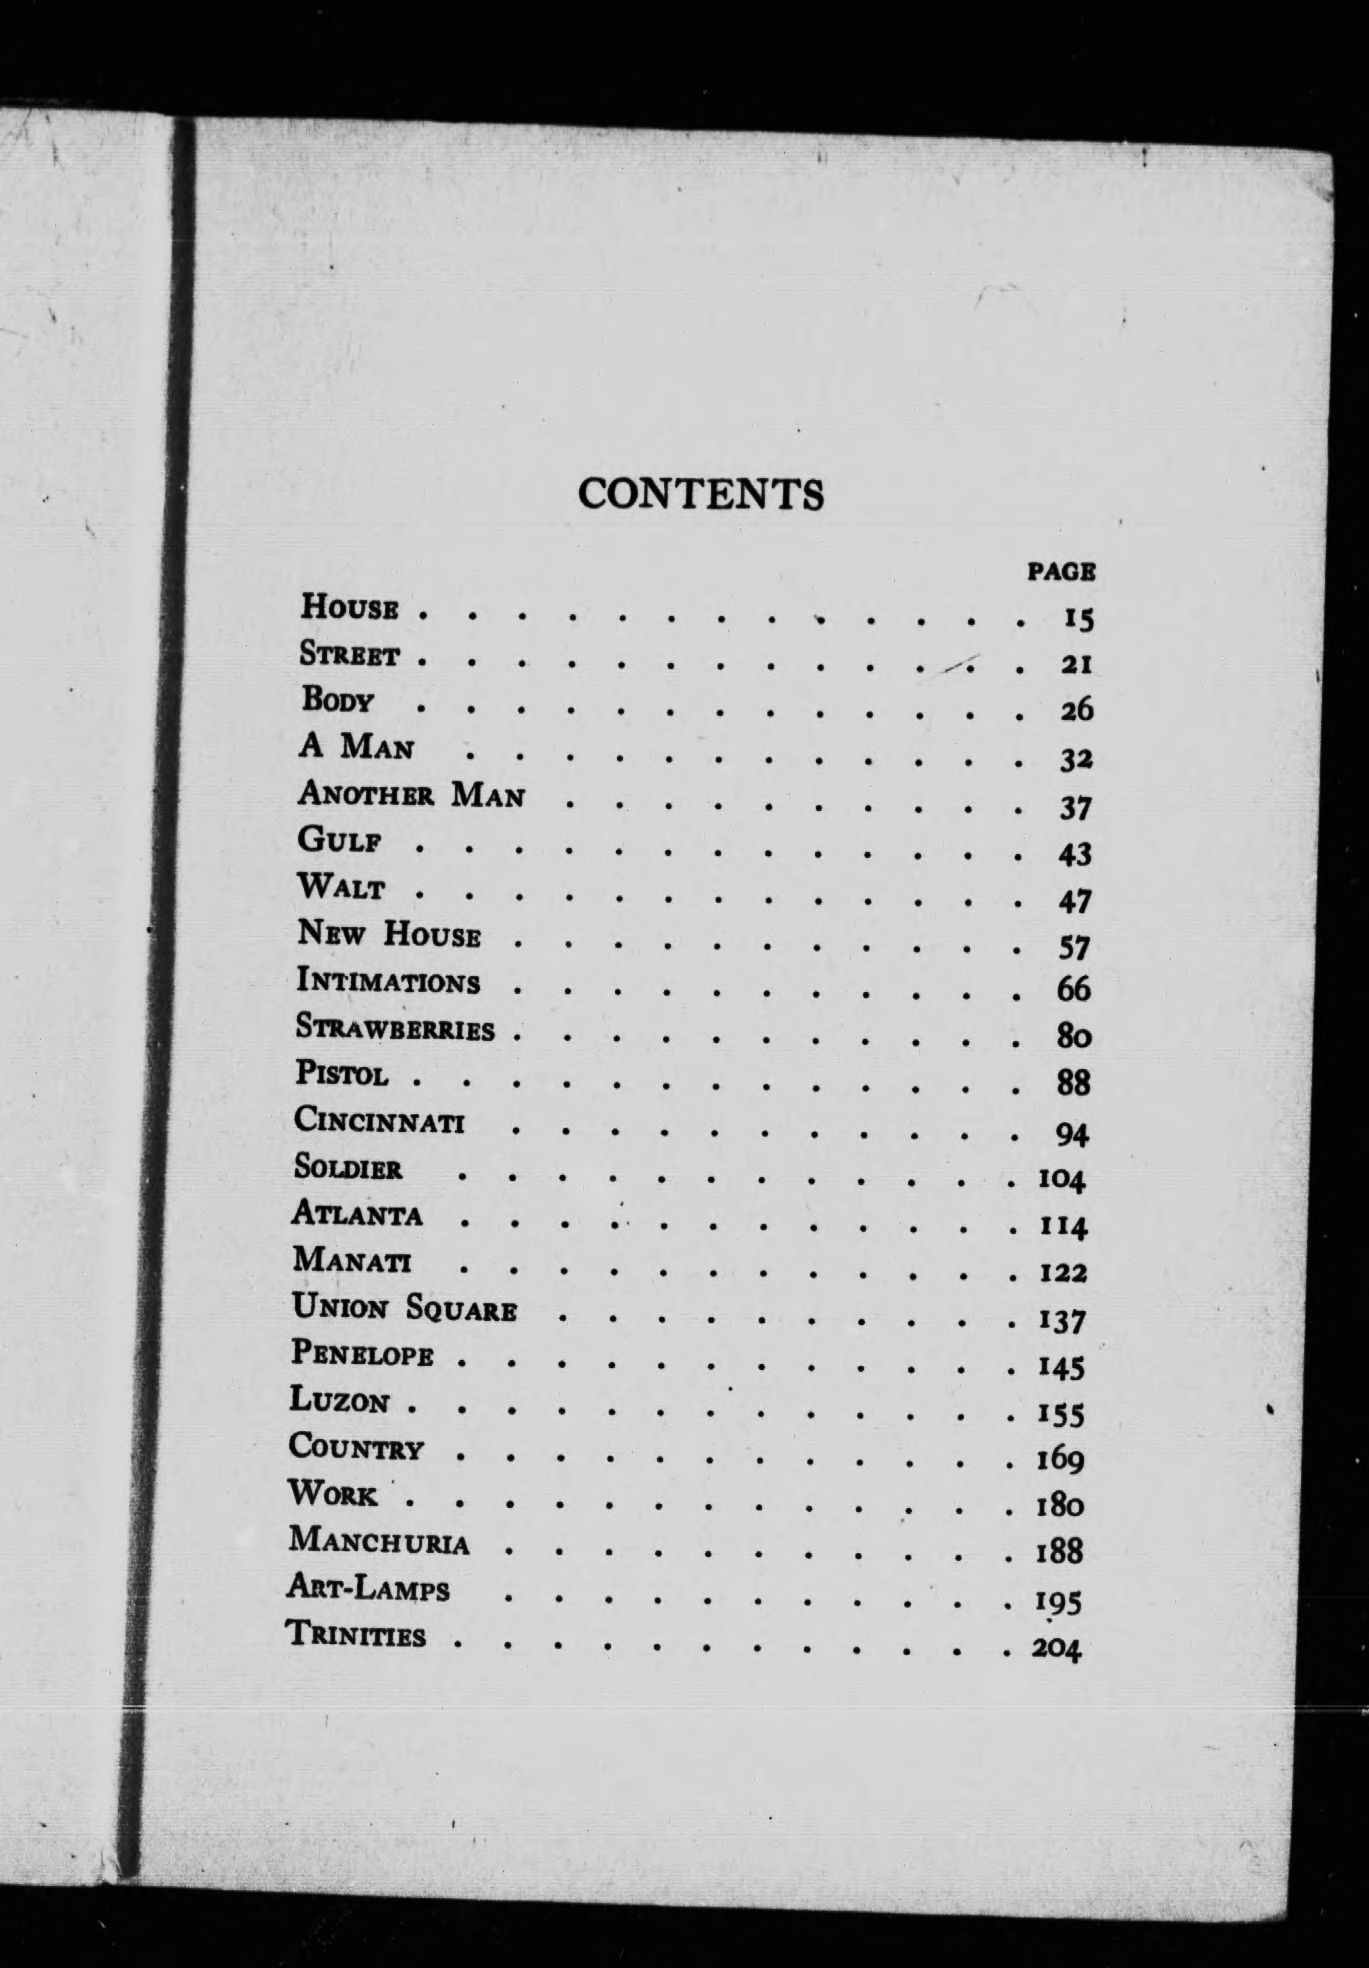 CONTENTS
PAGE
House . . . . . . . . . . . . . 15
Street . . . . . . . . . . . . . 21
Body . . . . . . . . . . . . . 26
A Man . . . . . . . . . . . . 32
Another Man . . . . . . . . . . 37
Gulf . . . . . . . . . . . . . 43
Walt . . . . . . . . . . . . . 47
New House . . . . . . . . . . . 57
Intimations . . . . . . . . . . . 66
Strawberries . . . . . . . . . . . 80
Pistol . . . . . . . . . . . . . 88
Cincinnati . . . . . . . . . . . 94
Soldier . . . . . . . . . . . . 104
Atlanta . . . . . . . . . . . . 114
Manati . . . . . . . . . . . . 122
Union Square . . . . . . . . . . 137
Penelope . . . . . . . . . . . . 145
Luzon . . . . . . . . . . . . . 155
Country . . . . . . . . . . . . 169
Work . . . . . . . . . . . . . 180
Manchuria . . . . . . . . . . . 188
Art-Lamps . . . . . . . . . . . 195
Trinities . . . . . . . . . . . . 204